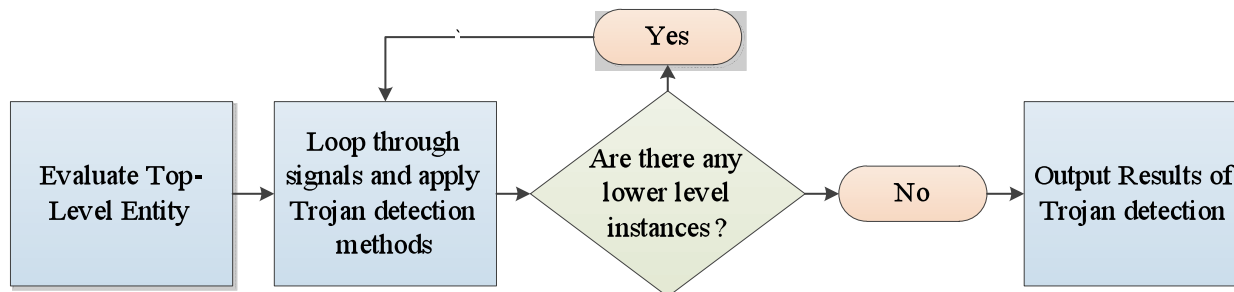 Yes
Evaluate Top-
Level Entity
Loop through
signals and apply
Trojan detection
methods
Are there any
lower level
instances ?
No
Output Results of
Trojan detection